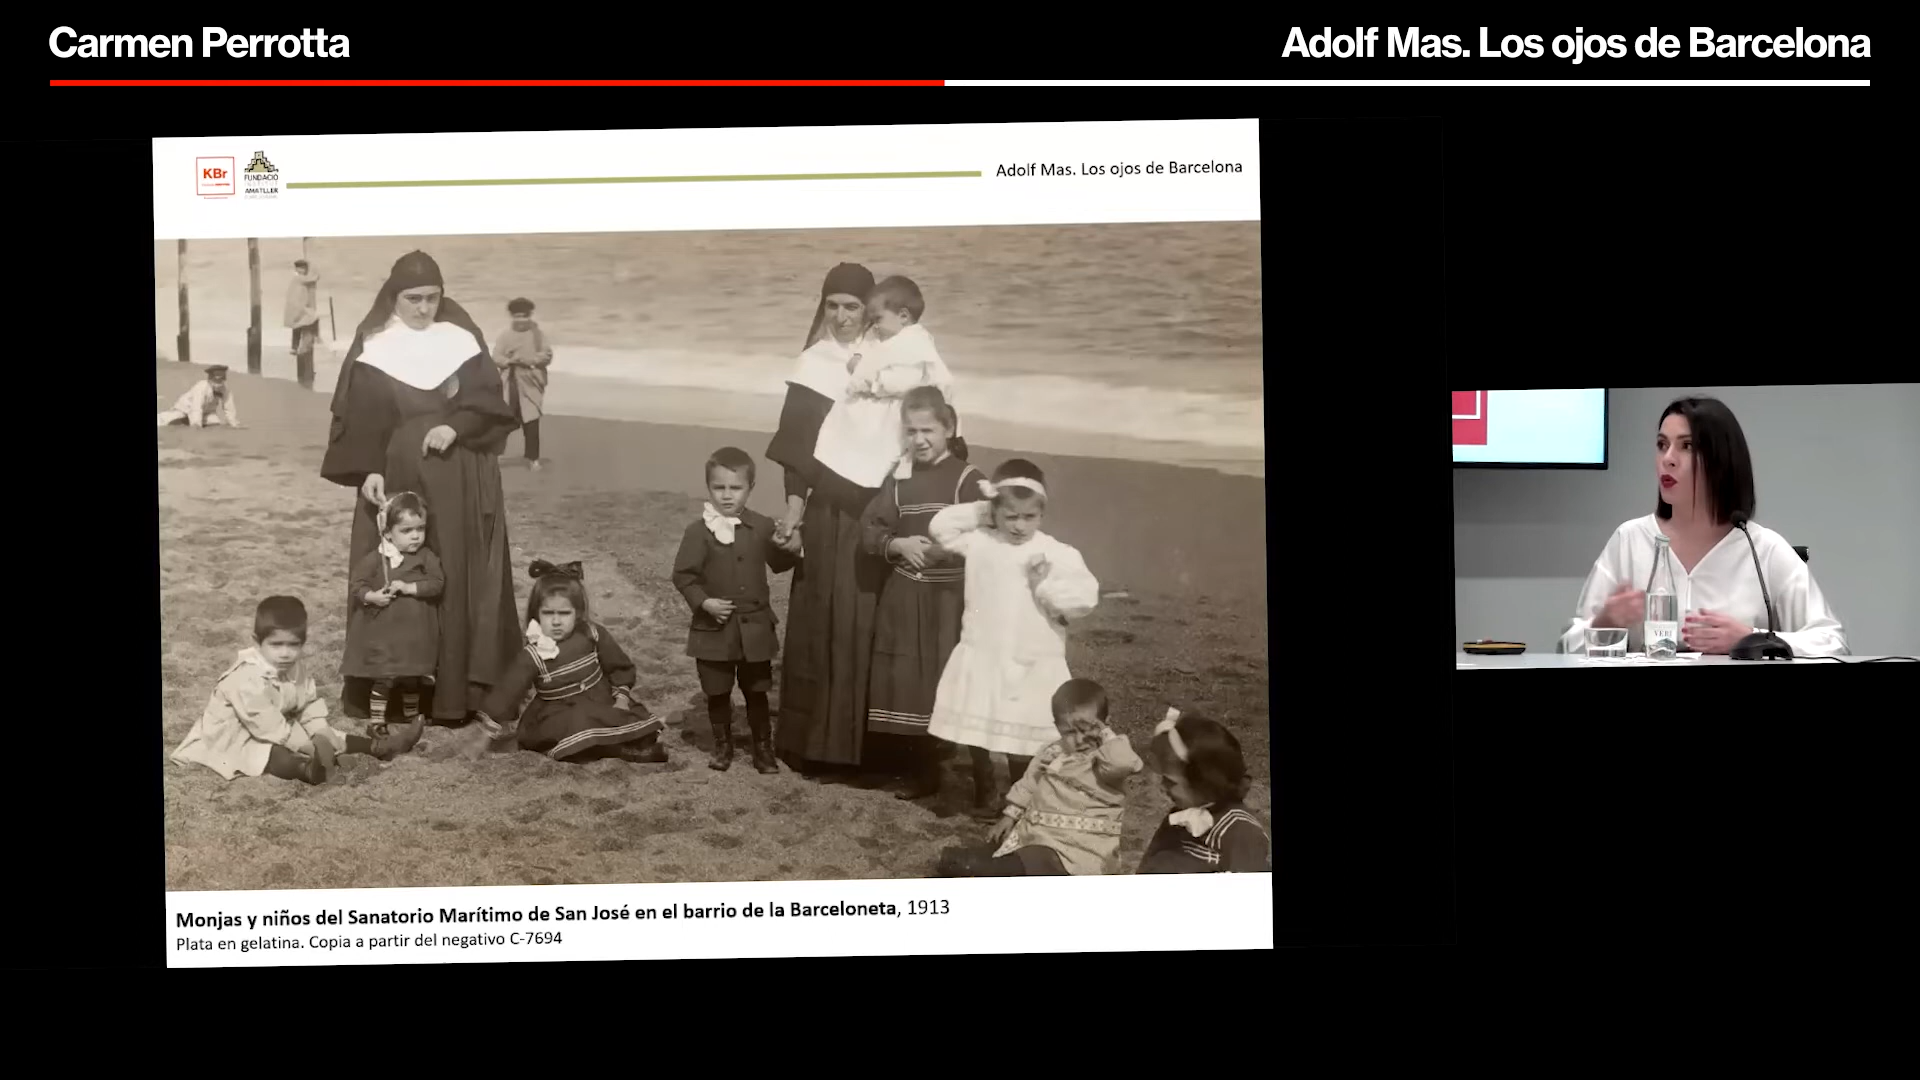 Carmen Perrotta
Adolf Mas. Los ojos de Barcelona
KBr
FUNDACIÓ
INSTITUT
AMATLLER
Adolf Mas. Los ojos de Barcelona
Monjas y niños del Sanatorio Marítimo de San José en el barrio de la Barceloneta, 1913
Plata en gelatina. Copia a partir del negativo C-7694
VERI